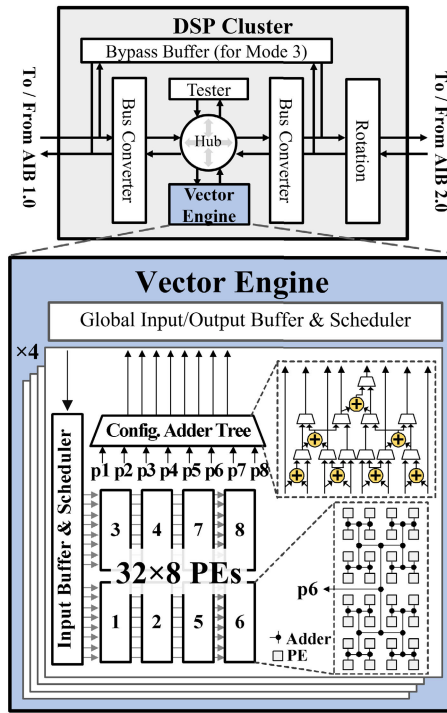 DSP Cluster
Bypass Buffer (for Mode 3)
To / From AIB 1.0
Bus Converter
Tester
Hub
Vector Engine
Bus Converter
Rotation
To / From AIB 2.0
Vector Engine
Global Input/Output Buffer & Scheduler
×4
Input Buffer & Scheduler
Config. Adder Tree
p1 p2 p3 p4 p5 p6 p7 p8
3 4 7 8
32×8 PEs
1 2 5 6
p6
Adder
PE